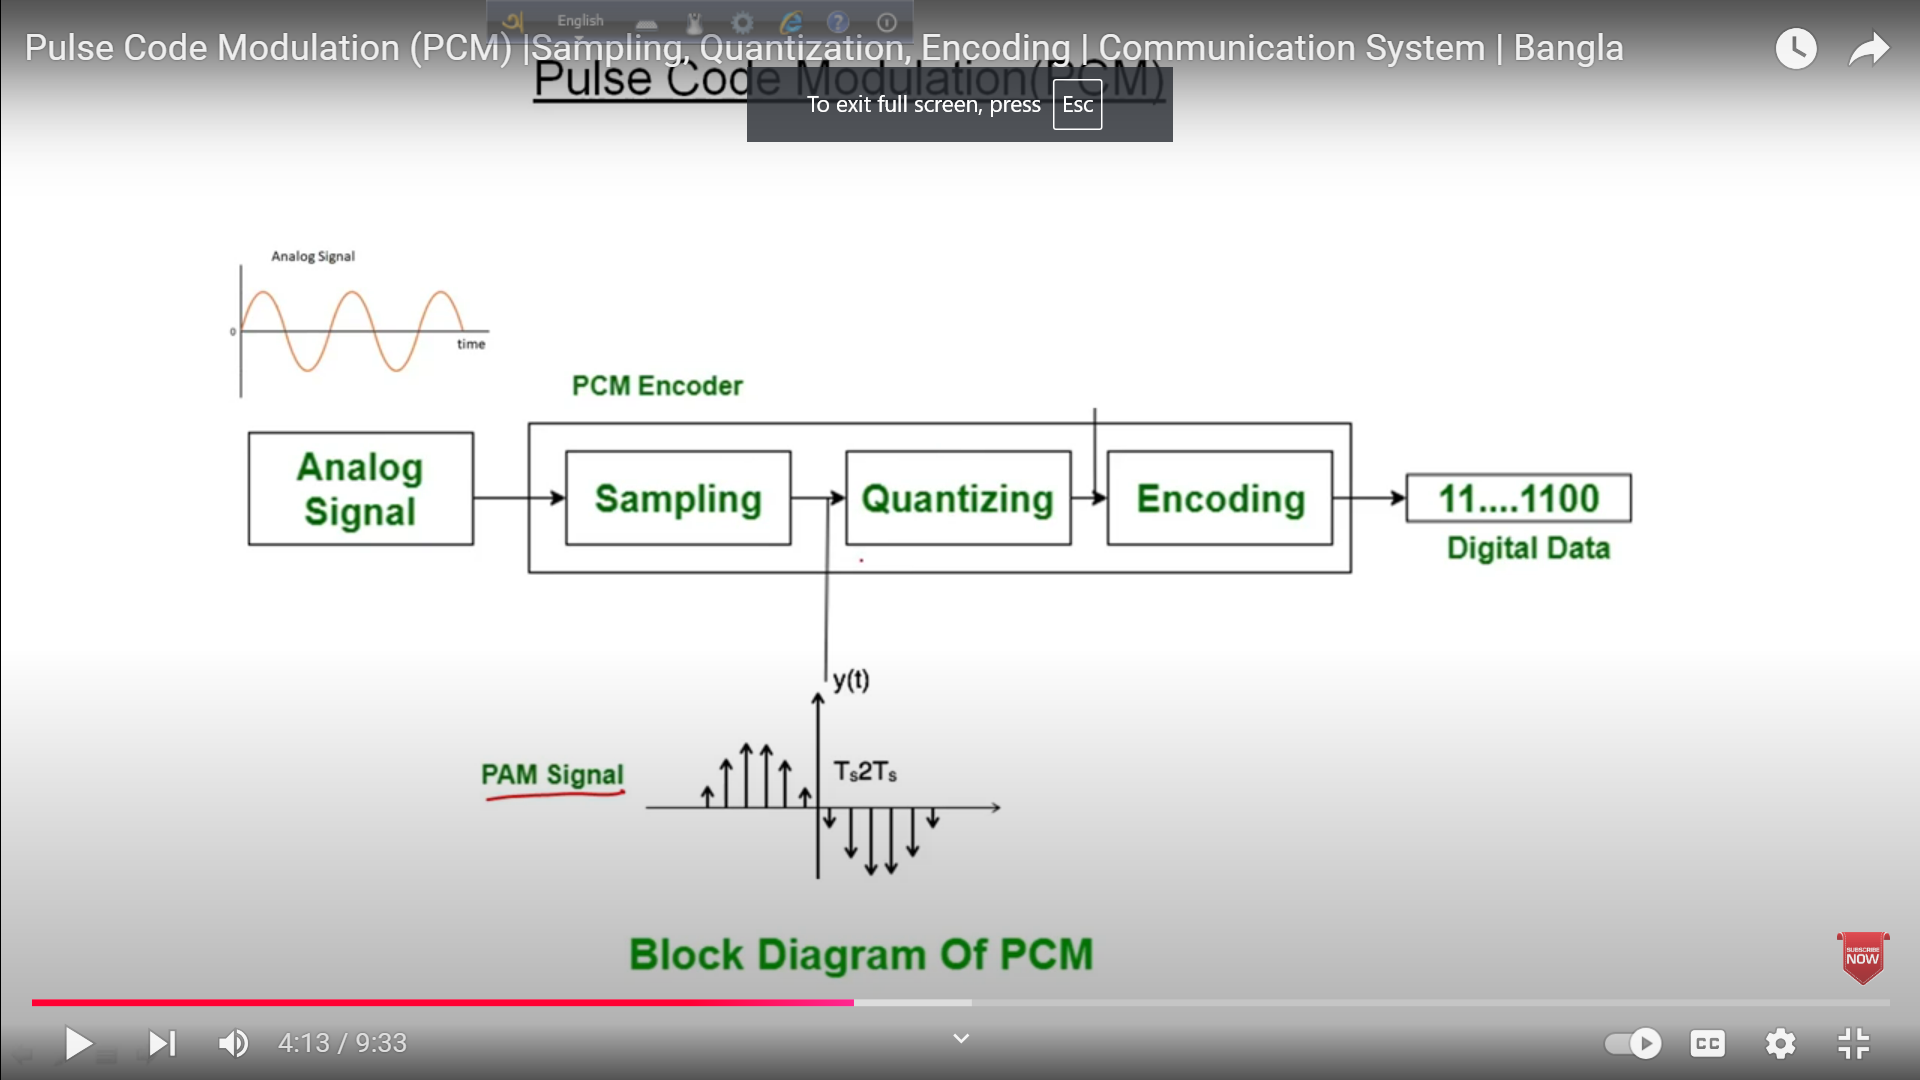 English
Pulse Code Modulation (PCM) |Sampling, Quantization, Encoding | Communication System | Bangla
Pulse Code Modulation(PCM)
To exit full screen, press Esc
Analog Signal
0
time
PCM Encoder
Analog
Signal
Sampling
Quantizing
Encoding
11....1100
Digital Data
y(t)
PAM Signal
Ts2Ts
Block Diagram Of PCM
SUBSCRIBE
NOW
4:13 / 9:33
CC